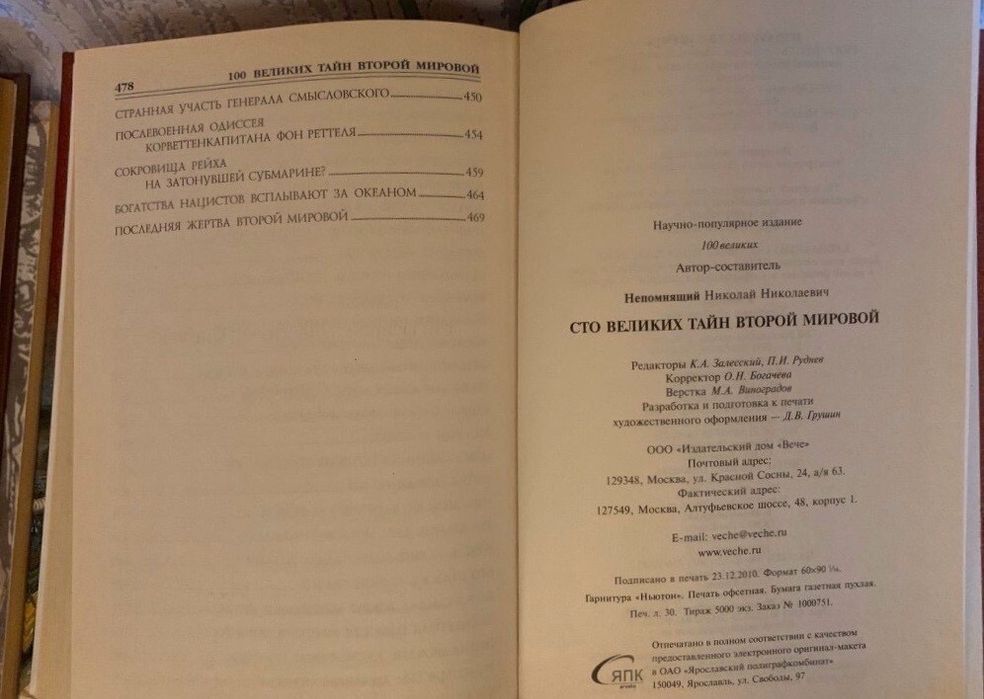 478
100 ВЕЛИКИХ ТАЙН ВТОРОЙ МИРОВОЙ
СТРАННАЯ УЧАСТЬ ГЕНЕРАЛА СМЫСЛОВСКОГО 450
ПОСЛЕВОЕННАЯ ОДИССЕЯ
КОРВЕТТЕНКАПИТАНА ФОН РЕТТЕЛЯ 454
СОКРОВИЩА РЕЙХА
НА ЗАТОНУВШЕЙ СУБМАРИНЕ? 459
БОГАТСТВА НАЦИСТОВ ВСПЛЫВАЮТ ЗА ОКЕАНОМ 464
ПОСЛЕДНЯЯ ЖЕРТВА ВТОРОЙ МИРОВОЙ 469
Научно-популярное издание
100 великих
Автор-составитель
Непомнящий Николай Николаевич
СТО ВЕЛИКИХ ТАЙН ВТОРОЙ МИРОВОЙ
Редакторы К.А. Залесский, П.И. Руднев
Корректор О.Н. Богачева
Верстка М.А. Виноградов
Разработка и подготовка к печати
художественного оформления — Д.В. Грушин
ООО «Издательский дом «Вече»
Почтовый адрес:
129348, Москва, ул. Красной Сосны, 24, а/я 63.
Фактический адрес:
127549, Москва, Алтуфьевское шоссе, 48, корпус 1.
E-mail: veche@veche.ru
www.veche.ru
Подписано в печать 23.12.2010. Формат 60×90 1/16.
Гарнитура «Ньютон». Печать офсетная. Бумага газетная пухлая.
Печ. л. 30. Тираж 5000 экз. Заказ № 1000751.
Отпечатано в полном соответствии с качеством
предоставленного электронного оригинал-макета
в ОАО «Ярославский полиграфкомбинат»
150049, Ярославль, ул. Свободы, 97
ЯПК